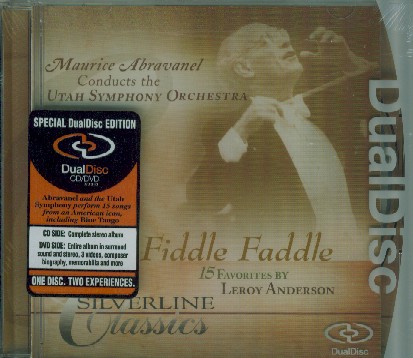 Maurice Abravanel
Conducts the
Utah Symphony Orchestra
SPECIAL DualDisc EDITION
DualDisc
CD/DVD
Abravanel and the Utah
Symphony perform 15 songs
from an American icon,
including Blue Tango
CD SIDE: Complete stereo album
DVD SIDE: Entire album in surround
sound and stereo, 3 videos, composer
biography, memorabilia and more
ONE DISC. TWO EXPERIENCES.
Fiddle Faddle
15 Favorites by
Leroy Anderson
SILVERLINE
Classics
DualDisc
DualDisc